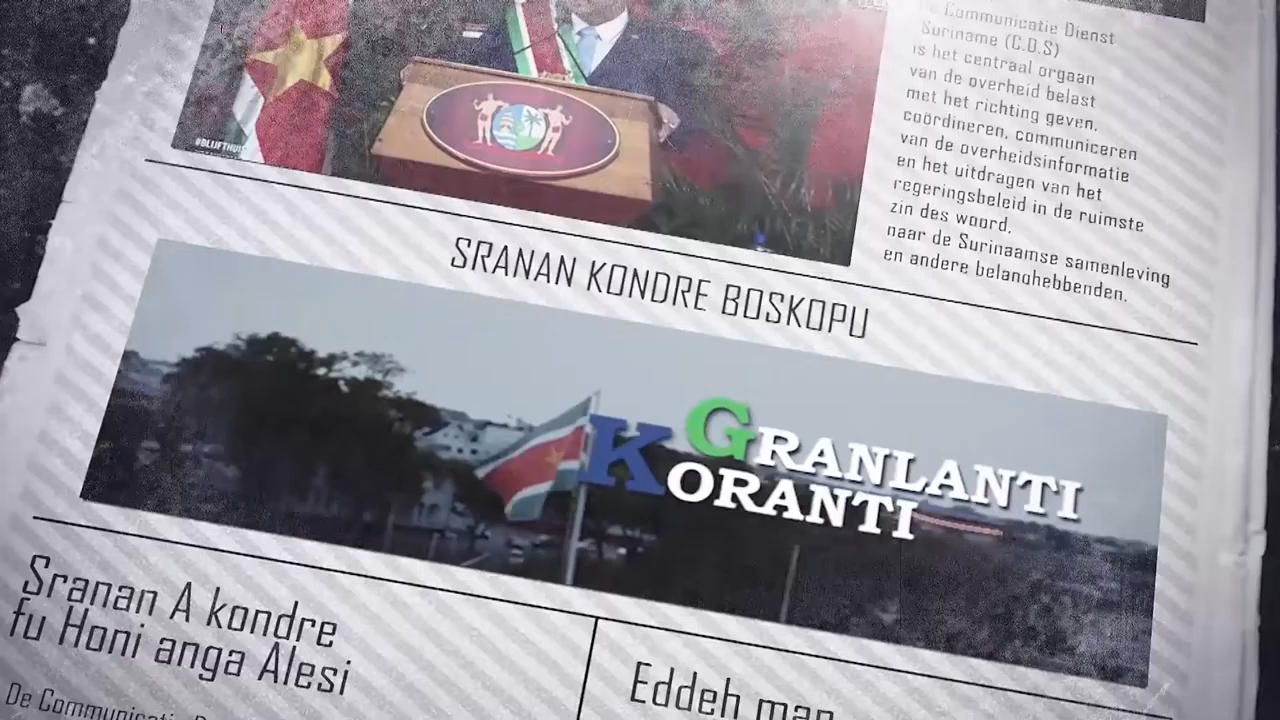 Communicatie Dienst
Suriname (C.D.S)
is het centraal orgaan
van de overheid belast
met het richting geven,
coördineren, communiceren
van de overheidsinformatie
en het uitdragen van het
regeringsbeleid in de ruimste
zin des woord,
naar de Surinaamse samenleving
en andere belanghebbenden.
SRANAN KONDRE BOSKOPU
GRANLANTI
KORANTI
Sranan A kondre
fu Honi anga Alesi
De
Eddeh man